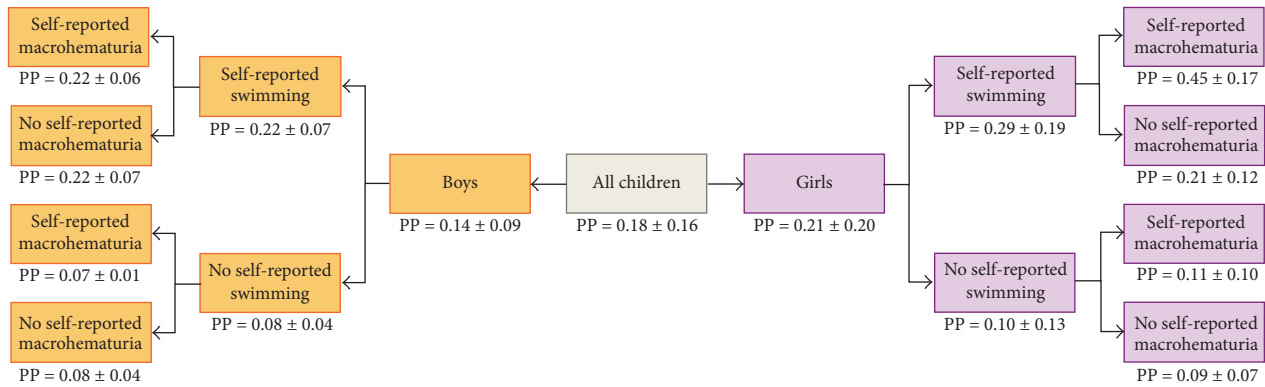 Self-reported
macrohematuria
PP = 0.22 ± 0.06
No self-reported
macrohematuria
PP = 0.22 ± 0.07
Self-reported
swimming
PP = 0.22 ± 0.07
Self-reported
macrohematuria
PP = 0.07 ± 0.01
No self-reported
macrohematuria
PP = 0.08 ± 0.04
No self-reported
swimming
PP = 0.08 ± 0.04
Boys
PP = 0.14 ± 0.09
All children
PP = 0.18 ± 0.16
Girls
PP = 0.21 ± 0.20
Self-reported
swimming
PP = 0.29 ± 0.19
Self-reported
macrohematuria
PP = 0.45 ± 0.17
No self-reported
macrohematuria
PP = 0.21 ± 0.12
No self-reported
swimming
PP = 0.10 ± 0.13
Self-reported
macrohematuria
PP = 0.11 ± 0.10
No self-reported
macrohematuria
PP = 0.09 ± 0.07